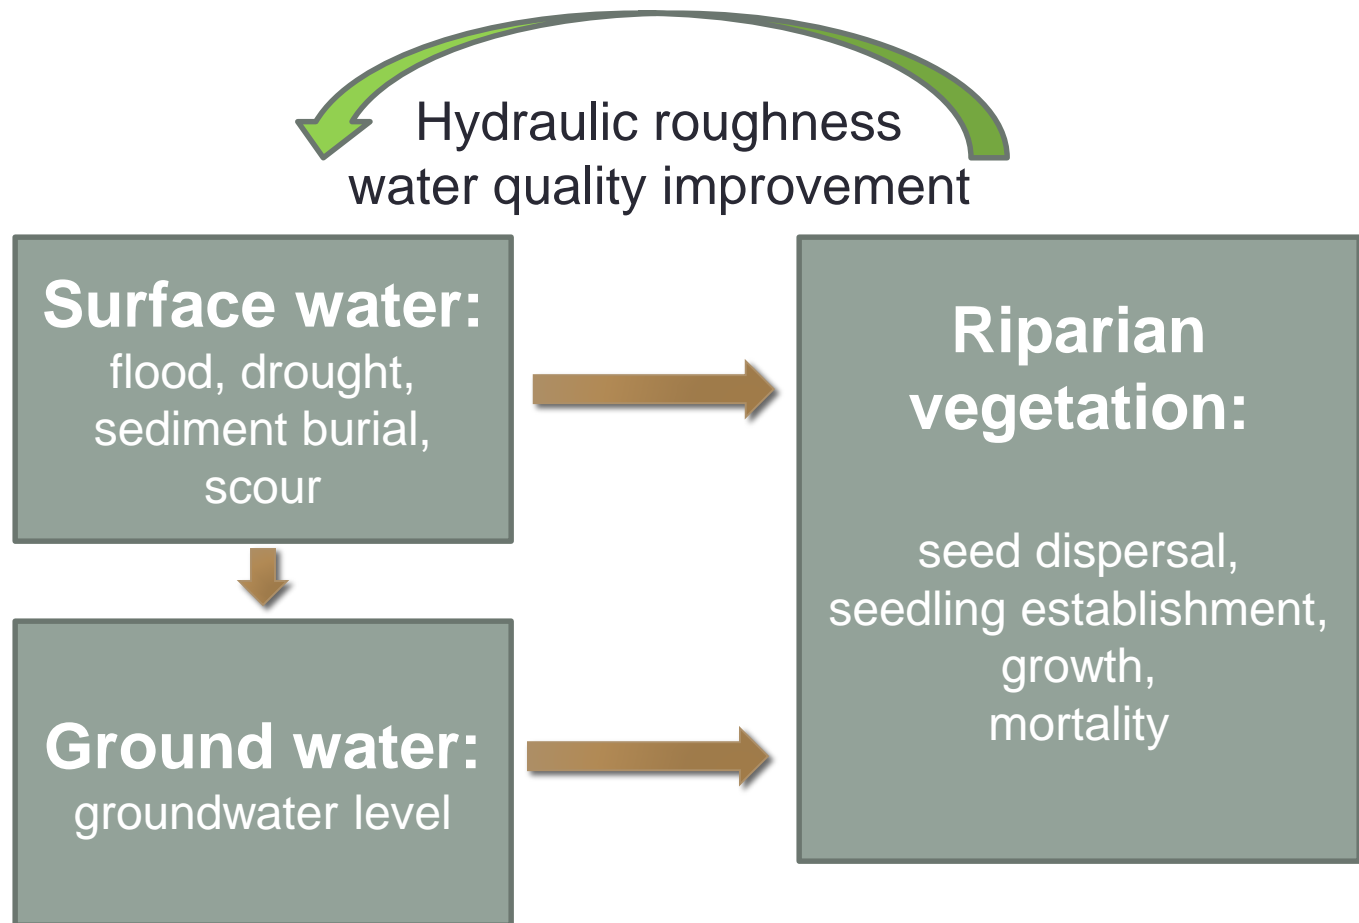 Hydraulic roughness
water quality improvement
Surface water:
flood, drought,
sediment burial,
scour
Ground water:
groundwater level
Riparian
vegetation:
seed dispersal,
seedling establishment,
growth,
mortality